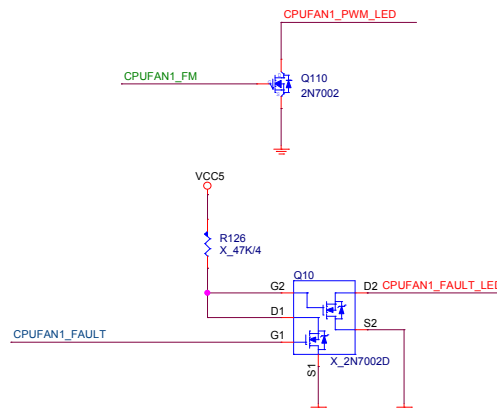 CPUFAN1_PWM_LED
CPUFAN1_FM
Q110
2N7002
VCC5
R126
X_47K/4
Q10
G2
D2
CPUFAN1_FAULT_LED
D1
S2
CPUFAN1_FAULT
G1
S1
X_2N7002D